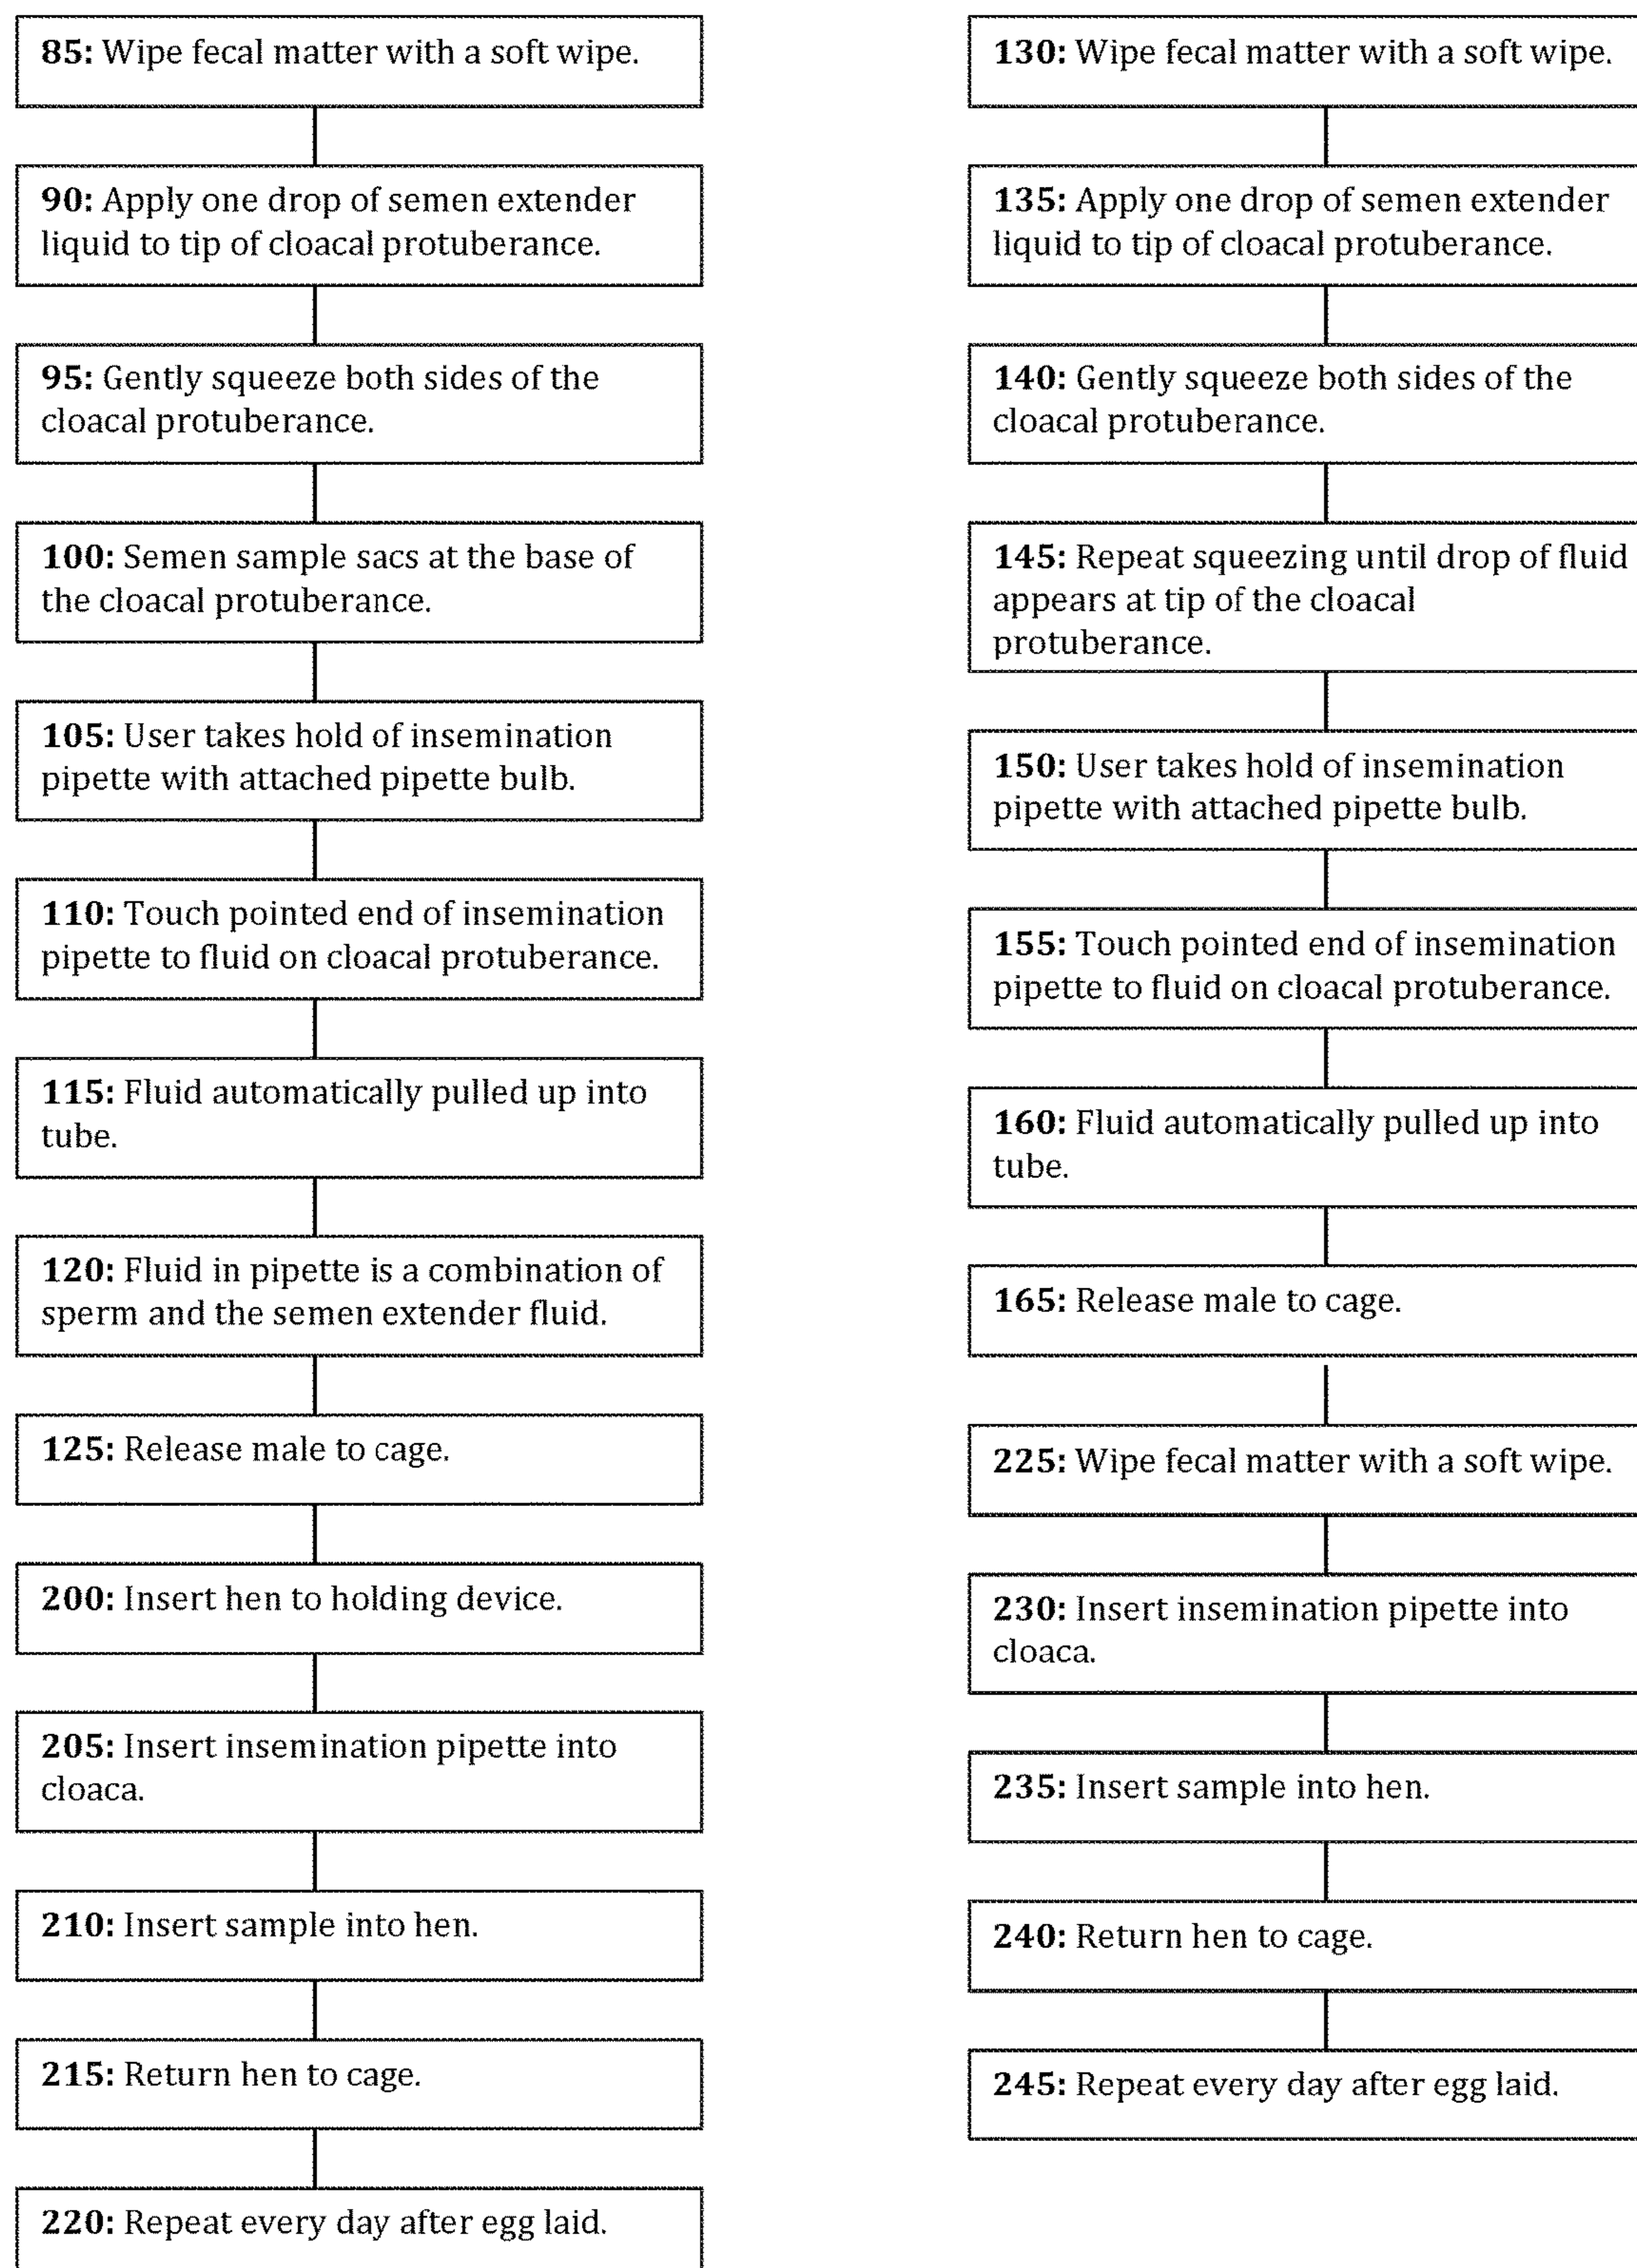 85: Wipe fecal matter with a soft wipe.
90: Apply one drop of semen extender
liquid to tip of cloacal protuberance.
95: Gently squeeze both sides of the
cloacal protuberance.
100: Semen sample sacs at the base of
the cloacal protuberance.
105: User takes hold of insemination
pipette with attached pipette bulb.
110: Touch pointed end of insemination
pipette to fluid on cloacal protuberance.
115: Fluid automatically pulled up into
tube.
120: Fluid in pipette is a combination of
sperm and the semen extender fluid.
125: Release male to cage.
200: Insert hen to holding device.
205: Insert insemination pipette into
cloaca.
210: Insert sample into hen.
215: Return hen to cage.
220: Repeat every day after egg laid.
130: Wipe fecal matter with a soft wipe.
135: Apply one drop of semen extender
liquid to tip of cloacal protuberance.
140: Gently squeeze both sides of the
cloacal protuberance.
145: Repeat squeezing until drop of fluid
appears at tip of the cloacal
protuberance.
150: User takes hold of insemination
pipette with attached pipette bulb.
155: Touch pointed end of insemination
pipette to fluid on cloacal protuberance.
160: Fluid automatically pulled up into
tube.
165: Release male to cage.
225: Wipe fecal matter with a soft wipe.
230: Insert insemination pipette into
cloaca.
235: Insert sample into hen.
240: Return hen to cage.
245: Repeat every day after egg laid.